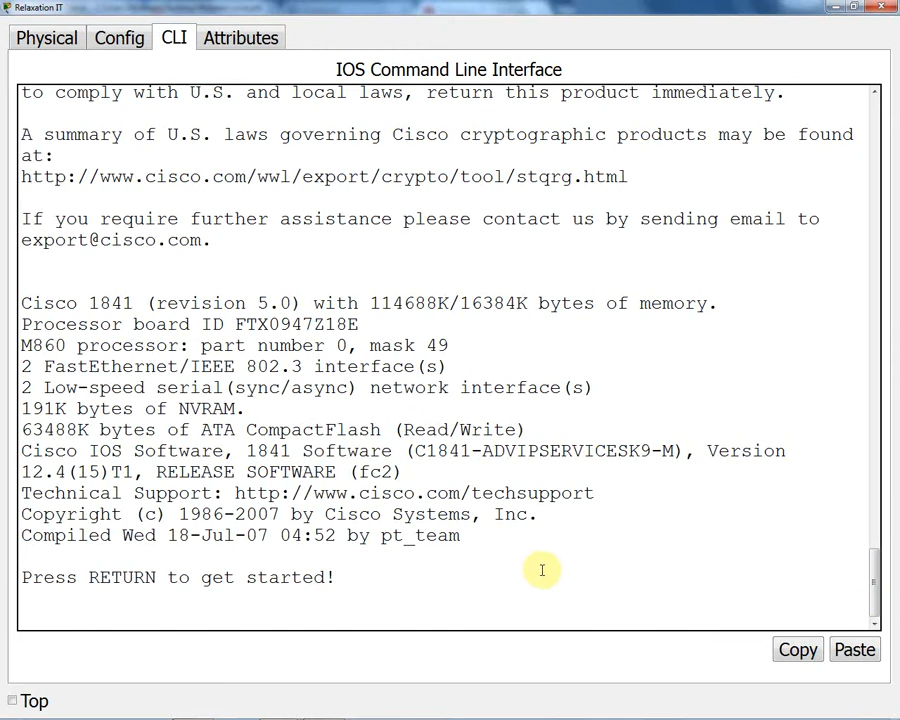 Relaxation IT
Physical
Config
CLI
Attributes
IOS Command Line Interface
to comply with U.S. and local laws, return this product immediately.
A summary of U.S. laws governing Cisco cryptographic products may be found
at:
http://www.cisco.com/wwl/export/crypto/tool/stqrg.html
If you require further assistance please contact us by sending email to
export@cisco.com.
Cisco 1841 (revision 5.0) with 114688K/16384K bytes of memory.
Processor board ID FTX0947Z18E
M860 processor: part number 0, mask 49
2 FastEthernet/IEEE 802.3 interface(s)
2 Low-speed serial(sync/async) network interface(s)
191K bytes of NVRAM.
63488K bytes of ATA CompactFlash (Read/Write)
Cisco IOS Software, 1841 Software (C1841-ADVIPSERVICESK9-M), Version
12.4(15)T1, RELEASE SOFTWARE (fc2)
Technical Support: http://www.cisco.com/techsupport
Copyright (c) 1986-2007 by Cisco Systems, Inc.
Compiled Wed 18-Jul-07 04:52 by pt_team
Press RETURN to get started!
Copy
Paste
Top